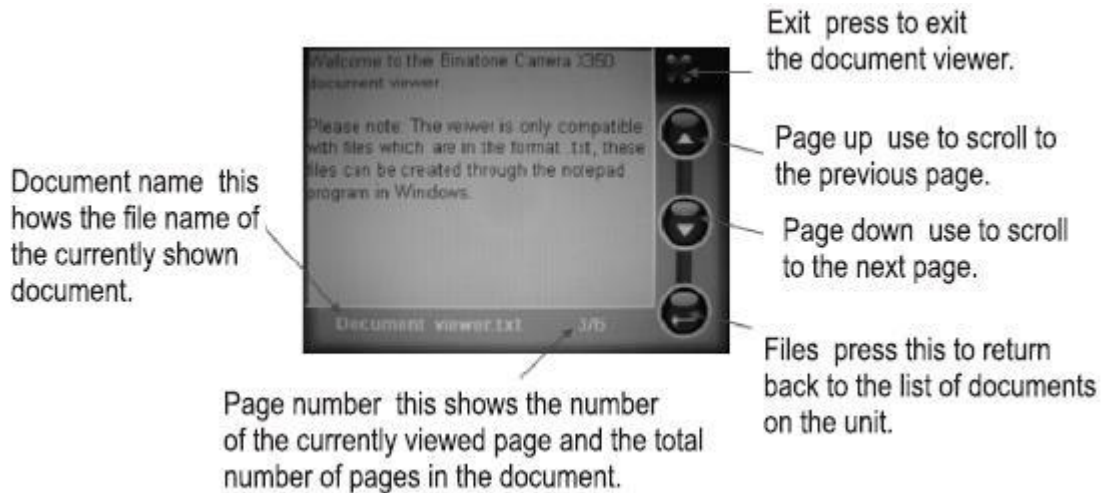 Exit press to exit
the document viewer.
Welcome to the Binatone Camera X350
document viewer.
Please note: The veiwer is only compatible
with files which are in the format .txt, these
files can be created through the notepad
program in Windows.
Page up use to scroll to
the previous page.
Document name this
hows the file name of
the currently shown
document.
Page down use to scroll
to the next page.
Document viewer.txt 3/6
Files press this to return
back to the list of documents
on the unit.
Page number this shows the number
of the currently viewed page and the total
number of pages in the document.